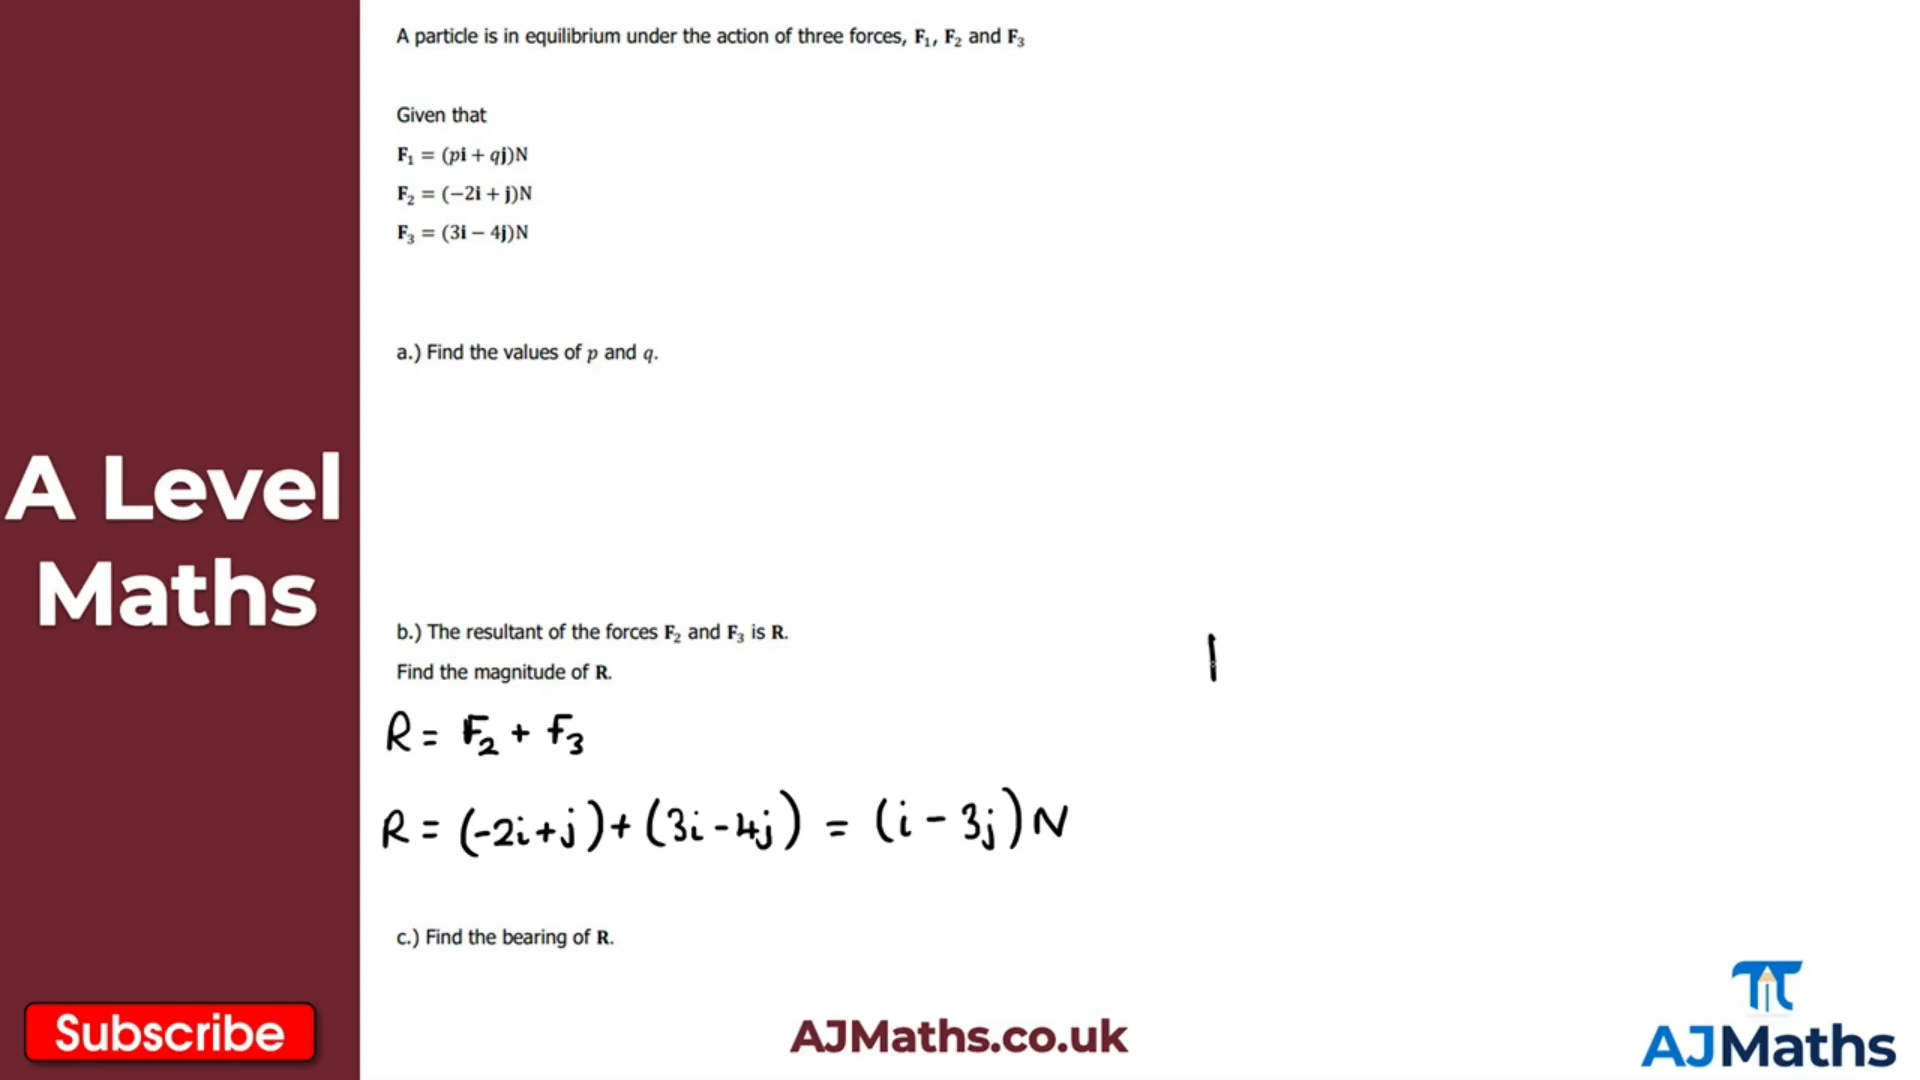 A Level
Maths
Subscribe
A particle is in equilibrium under the action of three forces, F₁, F₂ and F₃
Given that
F₁ = (pi + qj)N
F₂ = (−2i + j)N
F₃ = (3i − 4j)N
a.) Find the values of p and q.
b.) The resultant of the forces F₂ and F₃ is R.
Find the magnitude of R.
R = F₂ + F₃
R = (-2i+j)+(3i-4j) = (i - 3j)N
c.) Find the bearing of R.
AJMaths.co.uk
AJMaths